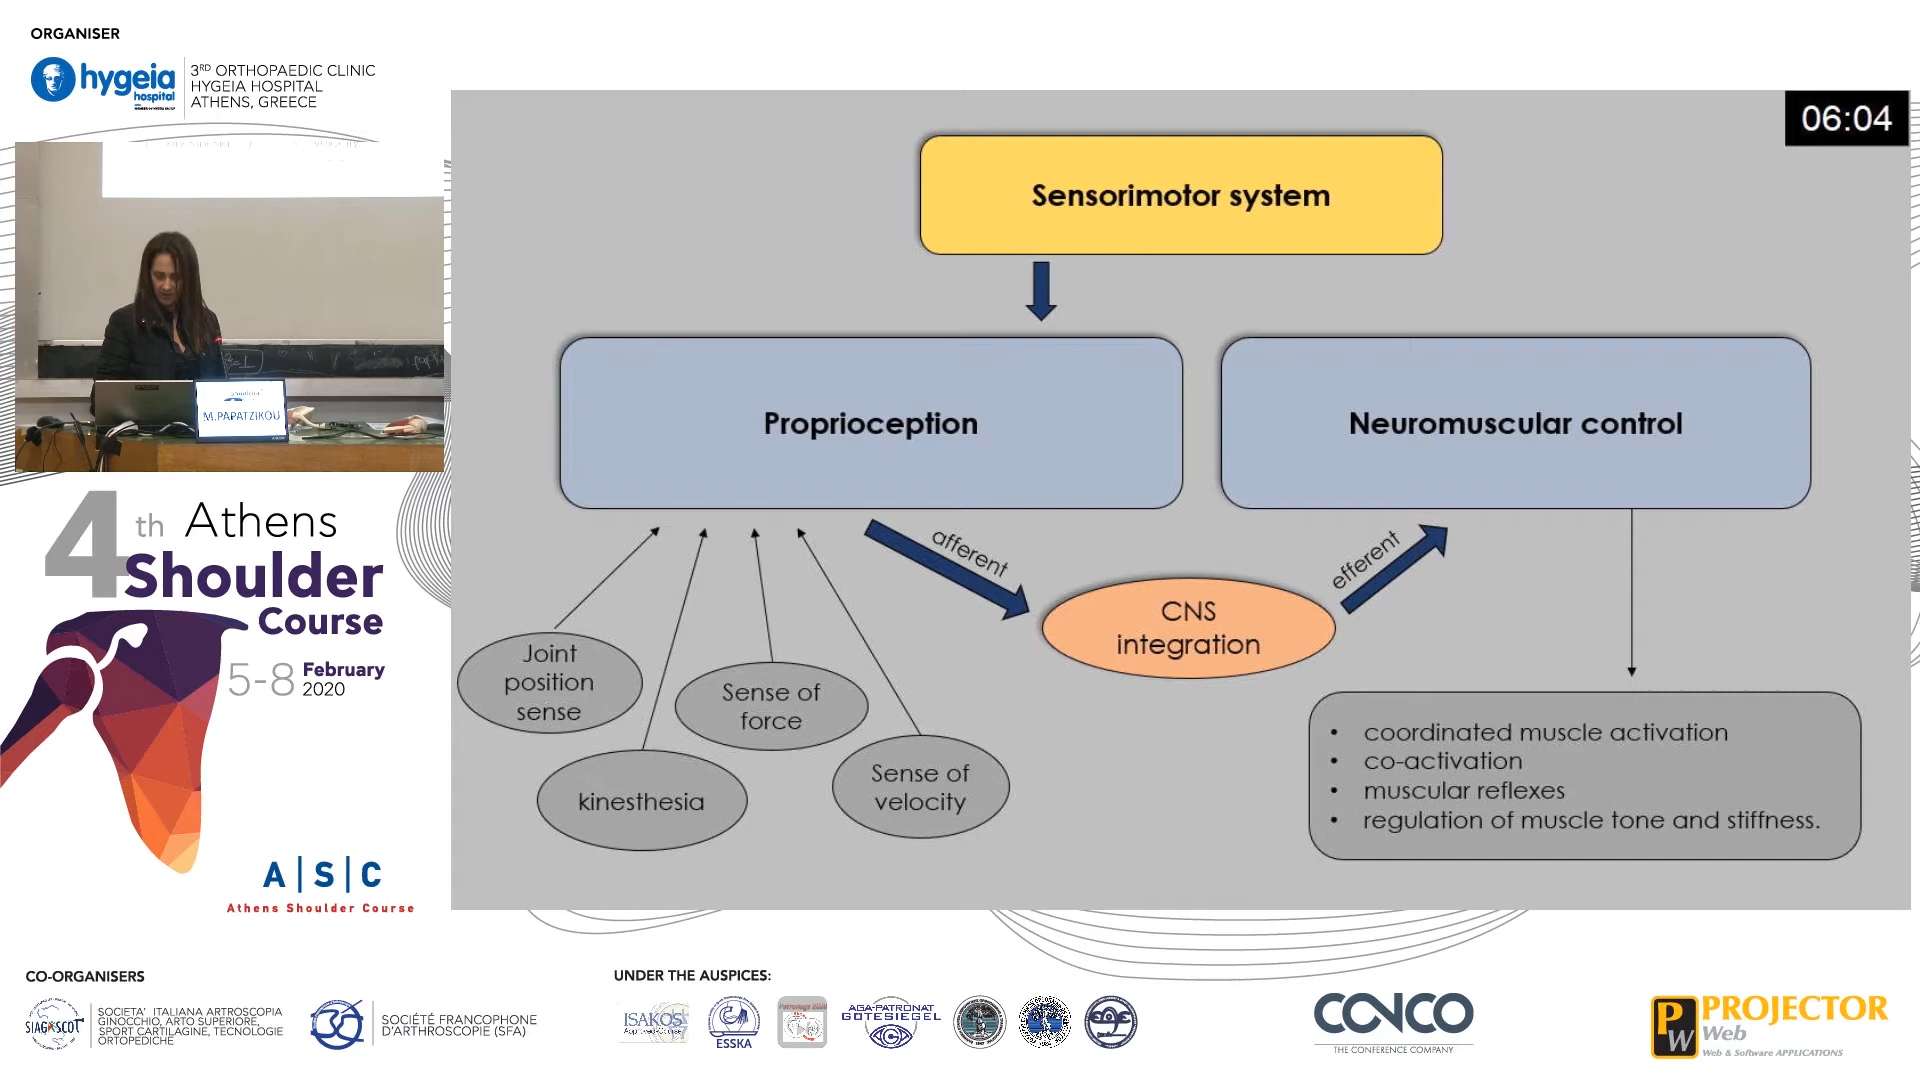 ORGANISER
hygeia
hospital
3RD ORTHOPAEDIC CLINIC
HYGEIA HOSPITAL
ATHENS, GREECE
06:04
Sensorimotor system
Proprioception
Neuromuscular control
afferent
efferent
CNS
integration
Joint
position
sense
Sense of
force
kinesthesia
Sense of
velocity
• coordinated muscle activation
• co-activation
• muscular reflexes
• regulation of muscle tone and stiffness.
M.PAPATZIKOU
4th Athens
Shoulder
Course
5-8 February
2020
A|S|C
Athens Shoulder Course
CO-ORGANISERS
SIAGASCOT
SOCIETA' ITALIANA ARTROSCOPIA
GINOCCHIO, ARTO SUPERIORE,
SPORT CARTILAGINE, TECNOLOGIE
ORTOPEDICHE
SOCIÉTÉ FRANCOPHONE
D'ARTHROSCOPIE (SFA)
UNDER THE AUSPICES:
ISAKOS
ESSKA
AGA-PATRONAT
GÜTESIEGEL
CONCO
THE CONFERENCE COMPANY
PW
PROJECTOR
Web
Web & Software APPLICATIONS